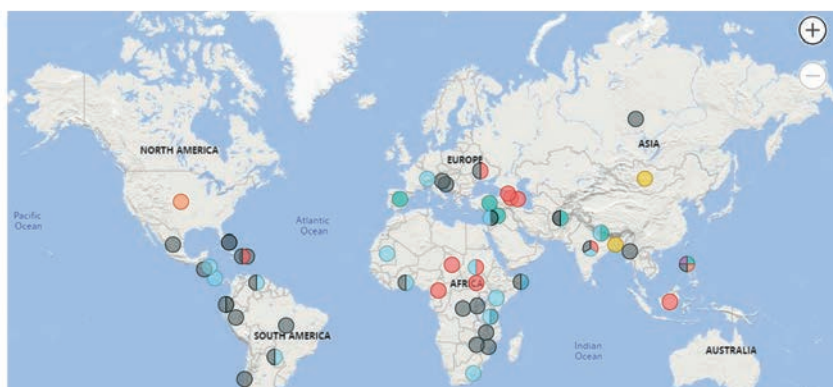 ASIA
NORTH AMERICA
EUROPE
Pacific
Ocean
Atlantic
Ocean
AFRICA
SOUTH AMERICA
Indian
Ocean
AUSTRALIA